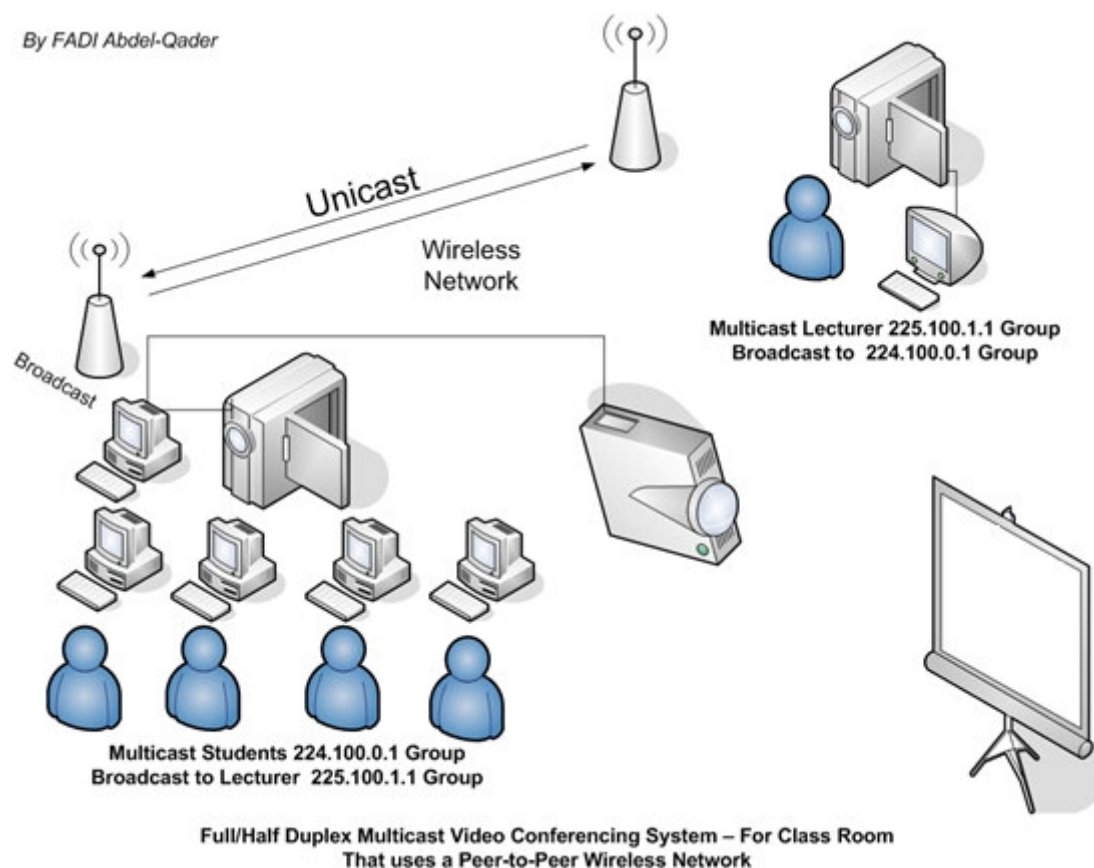 By FADI Abdel-Qader
Unicast
Wireless
Network
Multicast Lecturer 225.100.1.1 Group
Broadcast to 224.100.0.1 Group
Broadcast
Multicast Students 224.100.0.1 Group
Broadcast to Lecturer 225.100.1.1 Group
Full/Half Duplex Multicast Video Conferencing System – For Class Room
That uses a Peer-to-Peer Wireless Network